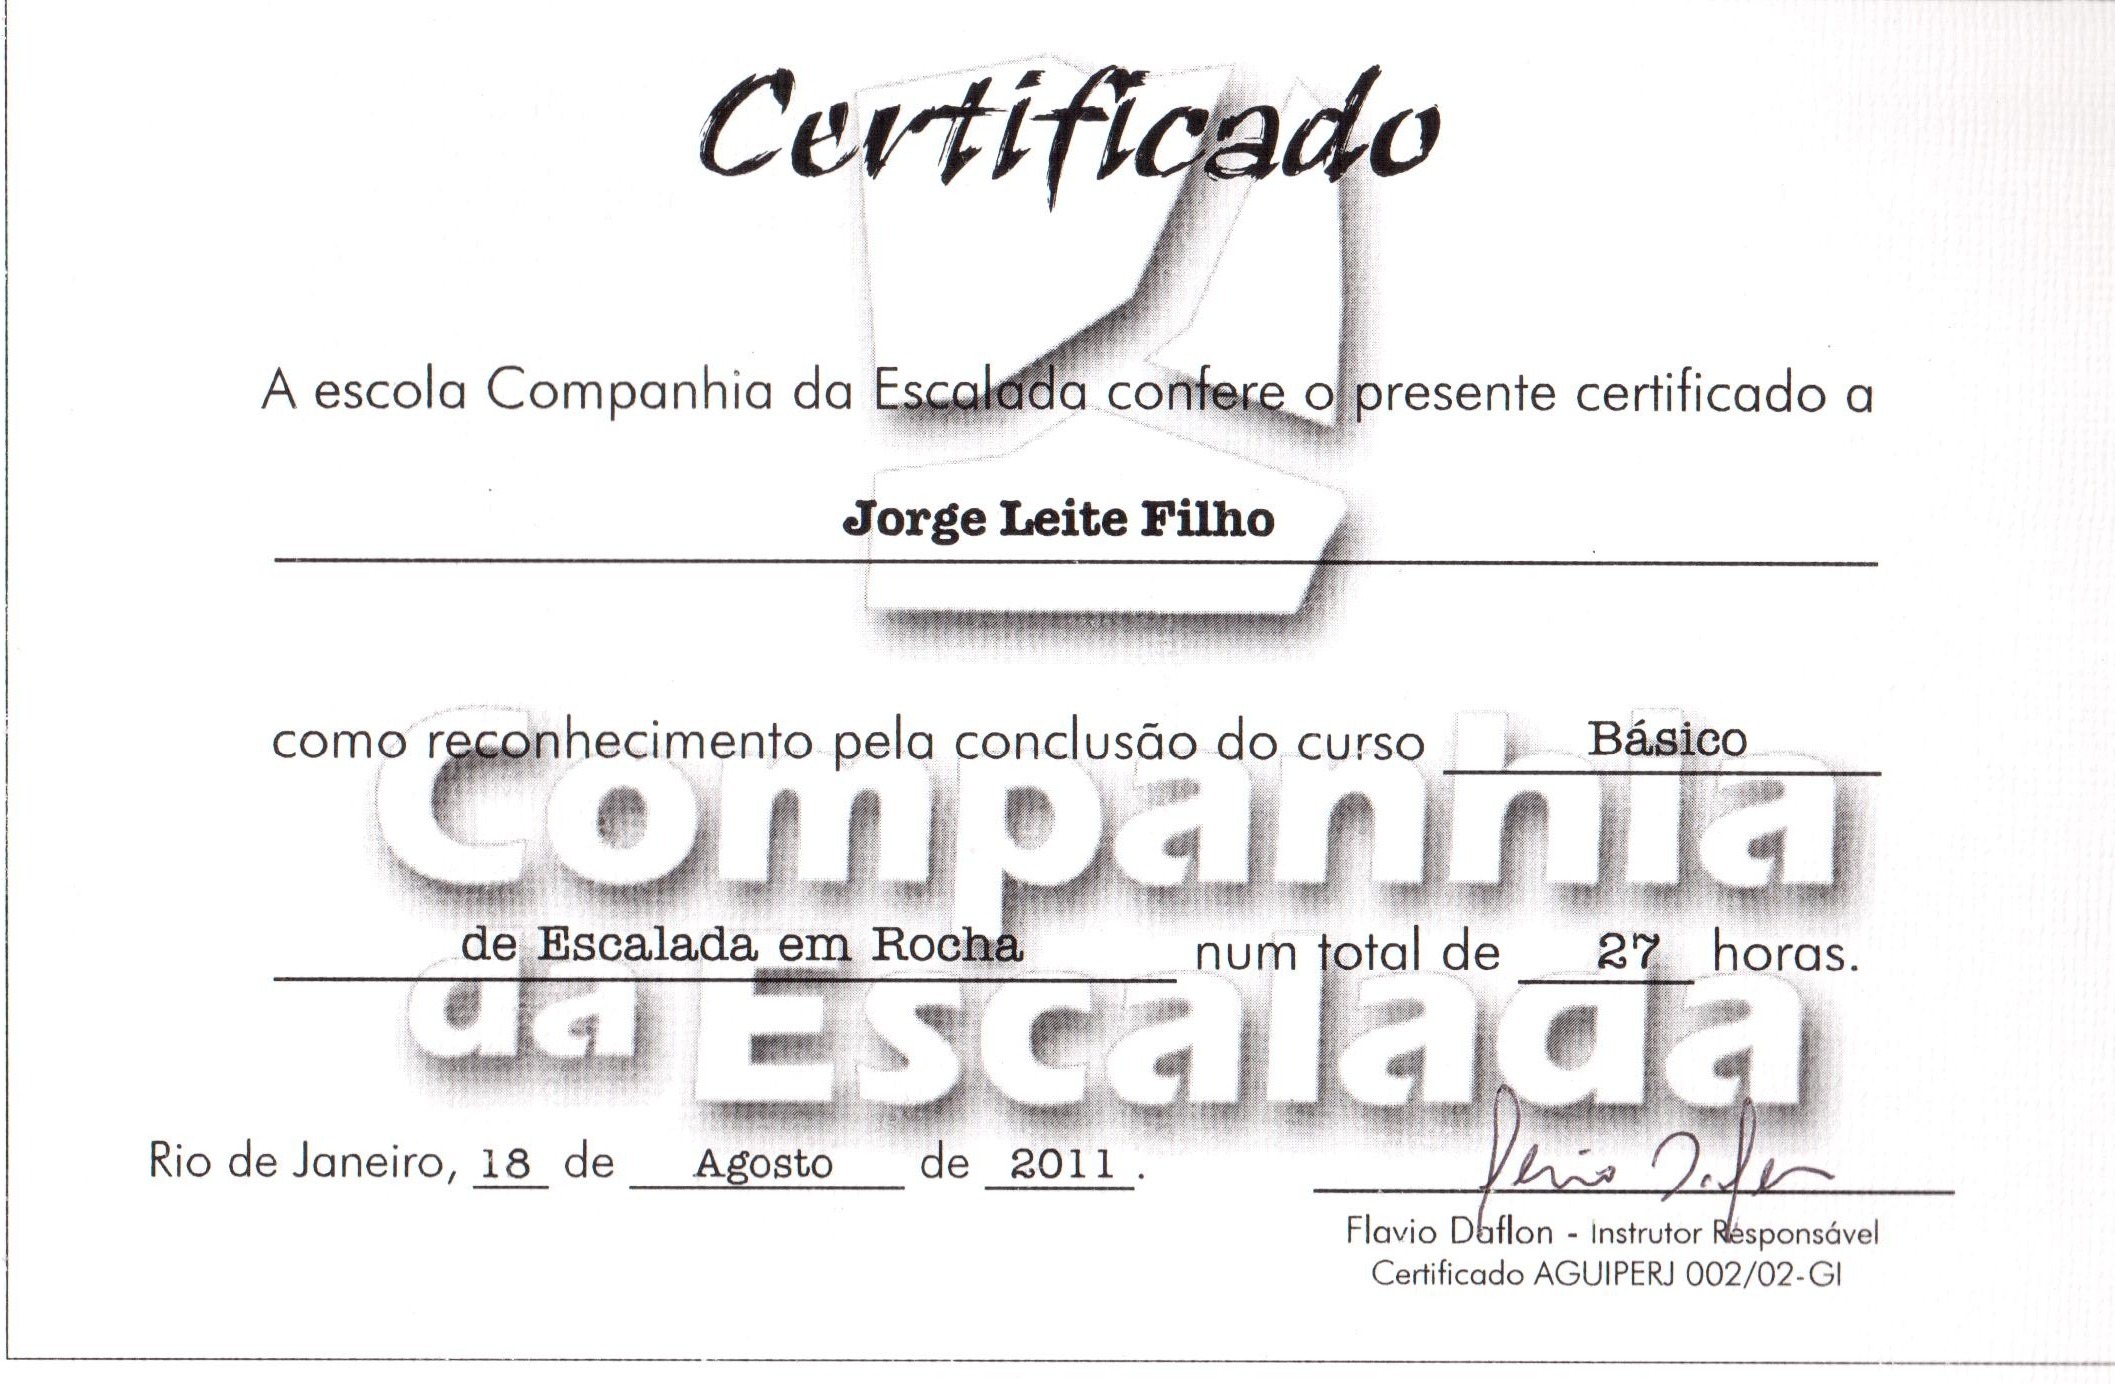 Certificado
A escola Companhia da Escalada confere o presente certificado a
Jorge Leite Filho
como reconhecimento pela conclusão do curso Básico
Companhia
de Escalada em Rocha num total de 27 horas.
da Escalada
Rio de Janeiro, 18 de Agosto de 2011.
Flavio Daflon - Instrutor Responsável
Certificado AGUIPERJ 002/02-GI